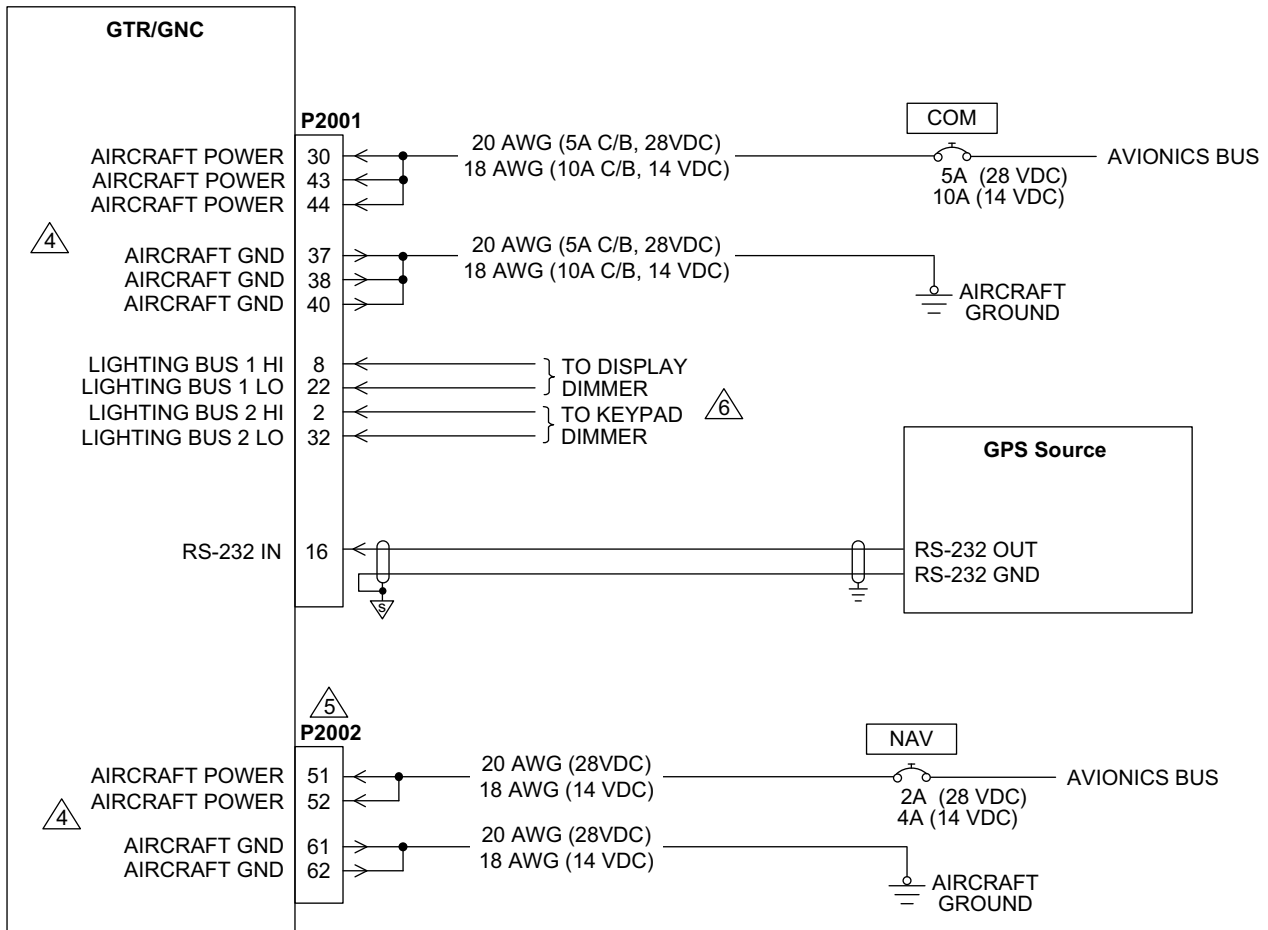 GTR/GNC
P2001
COM
AIRCRAFT POWER 30
AIRCRAFT POWER 43
AIRCRAFT POWER 44
20 AWG (5A C/B, 28VDC)
18 AWG (10A C/B, 14 VDC)
5A (28 VDC)
10A (14 VDC)
AVIONICS BUS
4
AIRCRAFT GND 37
AIRCRAFT GND 38
AIRCRAFT GND 40
20 AWG (5A C/B, 28VDC)
18 AWG (10A C/B, 14 VDC)
AIRCRAFT
GROUND
LIGHTING BUS 1 HI 8
LIGHTING BUS 1 LO 22
LIGHTING BUS 2 HI 2
LIGHTING BUS 2 LO 32
TO DISPLAY
DIMMER
TO KEYPAD
DIMMER
6
GPS Source
RS-232 IN 16
S
RS-232 OUT
RS-232 GND
5
P2002
NAV
AIRCRAFT POWER 51
AIRCRAFT POWER 52
20 AWG (28VDC)
18 AWG (14 VDC)
2A (28 VDC)
4A (14 VDC)
AVIONICS BUS
4
AIRCRAFT GND 61
AIRCRAFT GND 62
20 AWG (28VDC)
18 AWG (14 VDC)
AIRCRAFT
GROUND